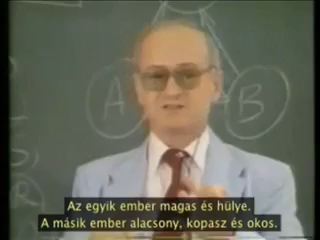 A
B
R
Az egyik ember magas és hülye.
A másik ember alacsony, kopasz és okos.